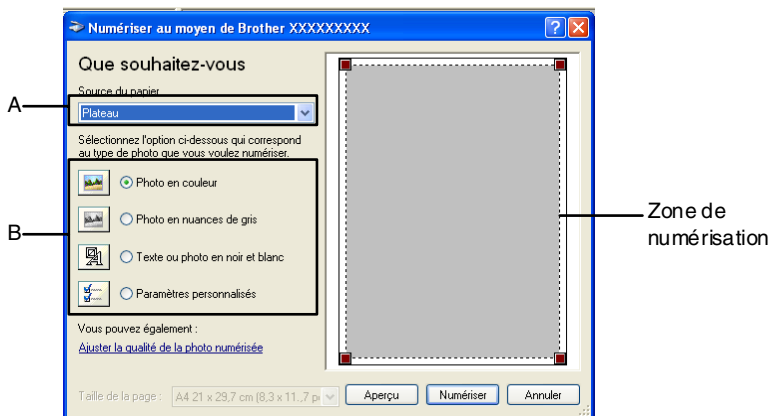 Numériser au moyen de Brother XXXXXXXXX
Que souhaitez-vous
Source du papier
A
Plateau
Sélectionnez l'option ci-dessous qui correspond
au type de photo que vous voulez numériser.
Photo en couleur
Photo en nuances de gris
B
Texte ou photo en noir et blanc
Paramètres personnalisés
Vous pouvez également :
Ajuster la qualité de la photo numérisée
Taille de la page :
A4 21 x 29,7 cm (8,3 x 11.,7 p
Aperçu
Numériser
Annuler
Zone de
numérisation